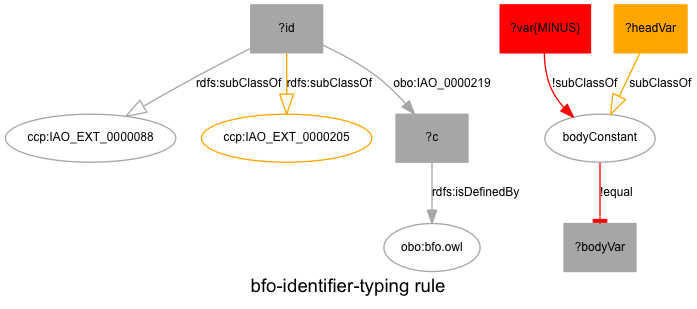 ?id
?var{MINUS}
?headVar
rdfs:subClassOf
rdfs:subClassOf
obo:IAO_0000219
!subClassOf
subClassOf
ccp:IAO_EXT_0000088
ccp:IAO_EXT_0000205
?c
bodyConstant
rdfs:isDefinedBy
!equal
obo:bfo.owl
?bodyVar
bfo-identifier-typing rule